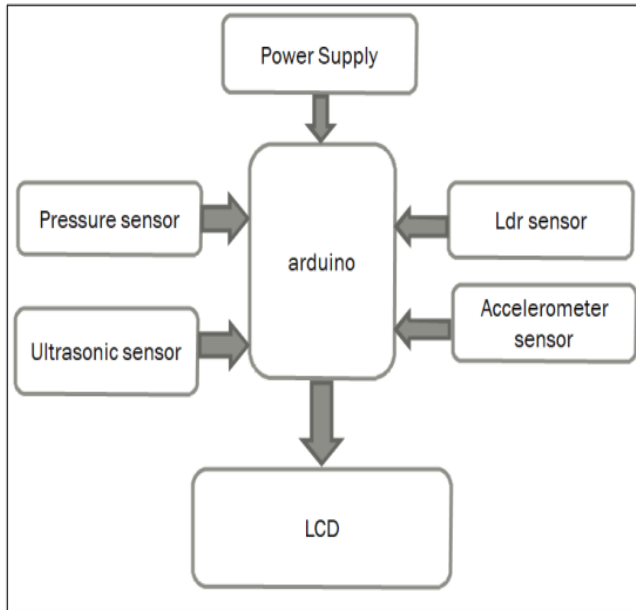 Power Supply
Pressure sensor
Ldr sensor
arduino
Ultrasonic sensor
Accelerometer
sensor
LCD